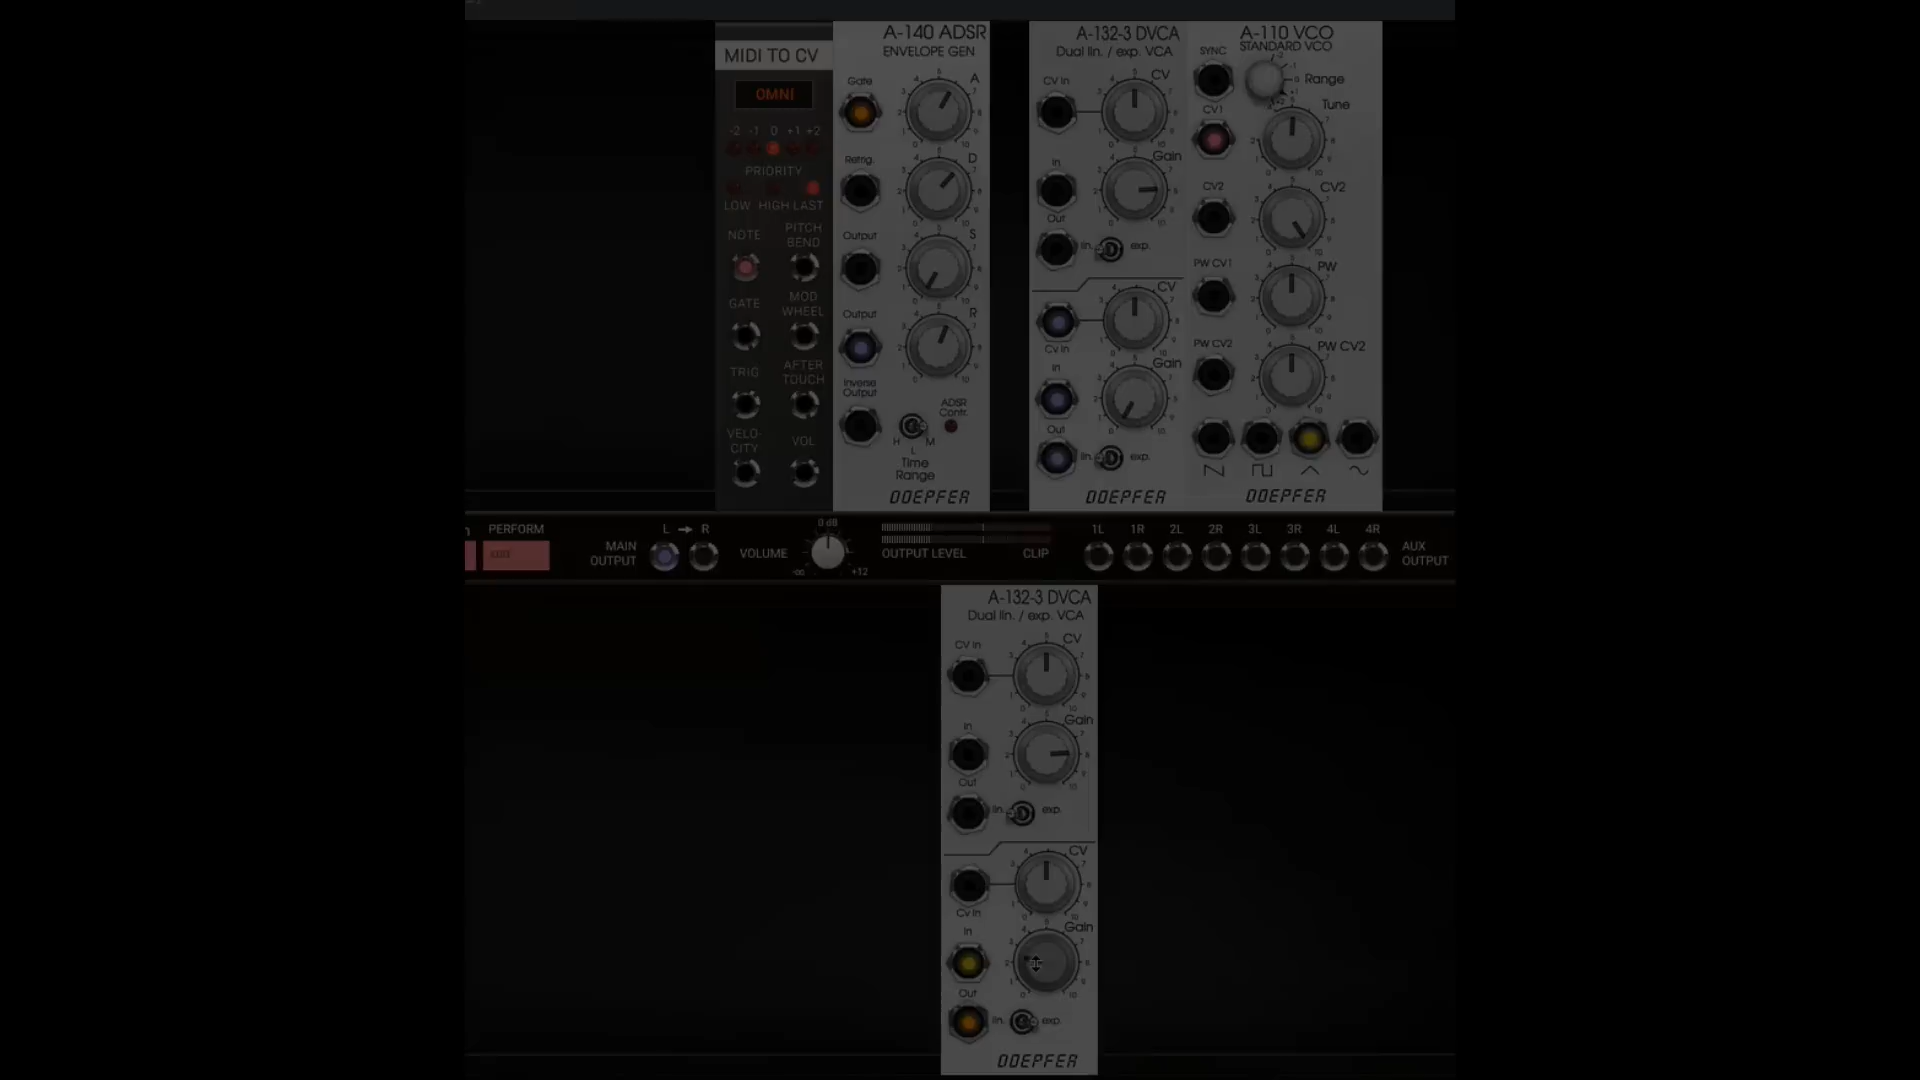 MIDI TO CV
OMNI
-2 -1 0 +1 +2
PRIORITY
LOW HIGH LAST
NOTE
PITCH
BEND
GATE
MOD
WHEEL
TRIG
AFTER
TOUCH
VELO-
CITY
VOL
A-140 ADSR
ENVELOPE GEN
Gate
A
Retrig.
D
Output
S
Output
R
Inverse
Output
ADSR
Contr.
H M
L
Time
Range
DOEPFER
A-132-3 DVCA
Dual lin. / exp. VCA
CV In
CV
In
Gain
Out
lin. exp.
CV
Cv In
In
Gain
Out
lin. exp.
DOEPFER
A-110 VCO
STANDARD VCO
SYNC
Range
CV1
Tune
CV2
CV2
PW CV1
PW
PW CV2
PW CV2
DOEPFER
PERFORM
MAIN
OUTPUT
L R
VOLUME
0 dB
-∞ +12
OUTPUT LEVEL
CLIP
1L 1R 2L 2R 3L 3R 4L 4R
AUX
OUTPUT
A-132-3 DVCA
Dual lin. / exp. VCA
CV In
CV
In
Gain
Out
lin. exp.
CV
Cv In
In
Gain
Out
lin. exp.
DOEPFER